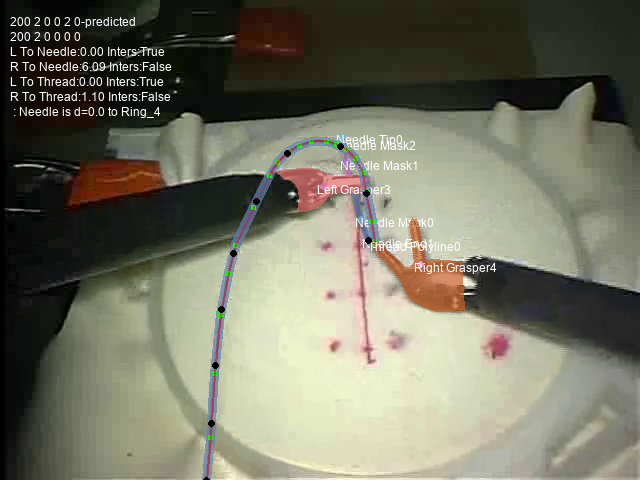 200 2 0 0 2 0-predicted
200 2 0 0 0 0
L To Needle:0.00 Inters:True
R To Needle:6.09 Inters:False
L To Thread:0.00 Inters:True
R To Thread:1.10 Inters:False
: Needle is d=0.0 to Ring_4
Needle Tip0
Needle Mask2
Needle Mask1
Left Grasper3
Needle Mask0
Thread Polyline0
Right Grasper4